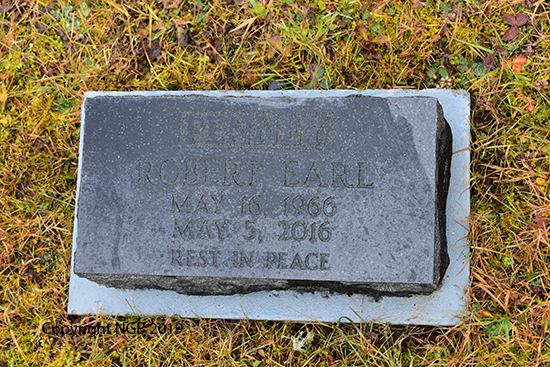 ROBERT EARL
MAY 16, 1966
MAY 5, 2016
REST IN PEACE
Copyright NGB 2019